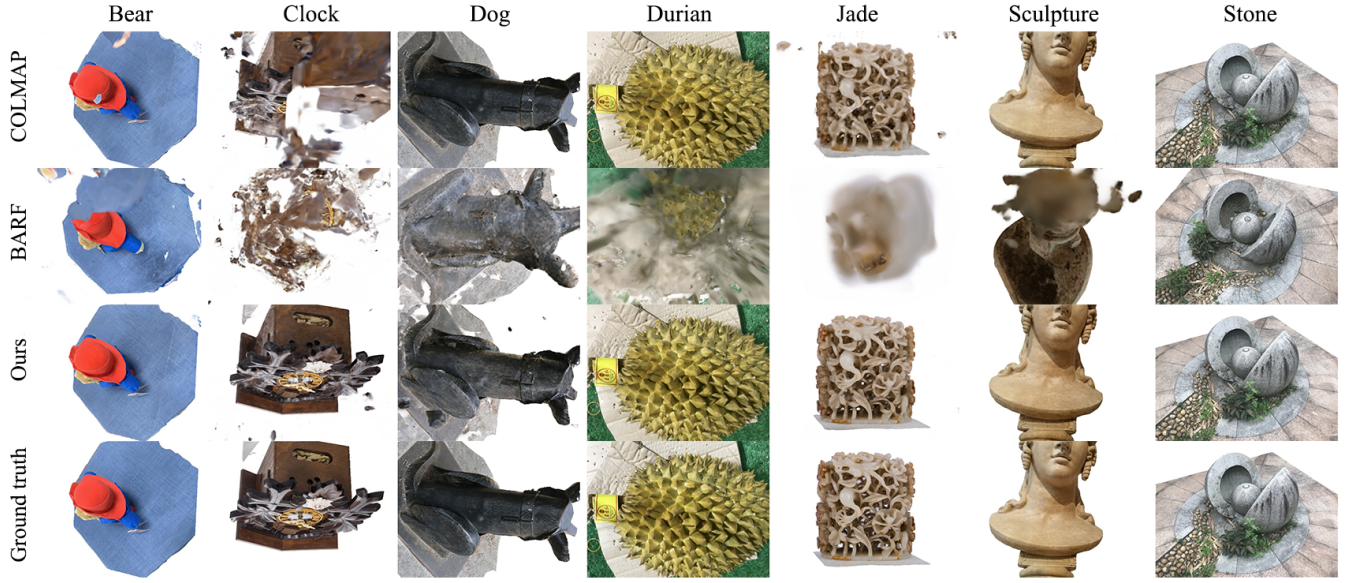 Bear Clock Dog Durian Jade Sculpture Stone
COLMAP
BARF
Ours
Ground truth